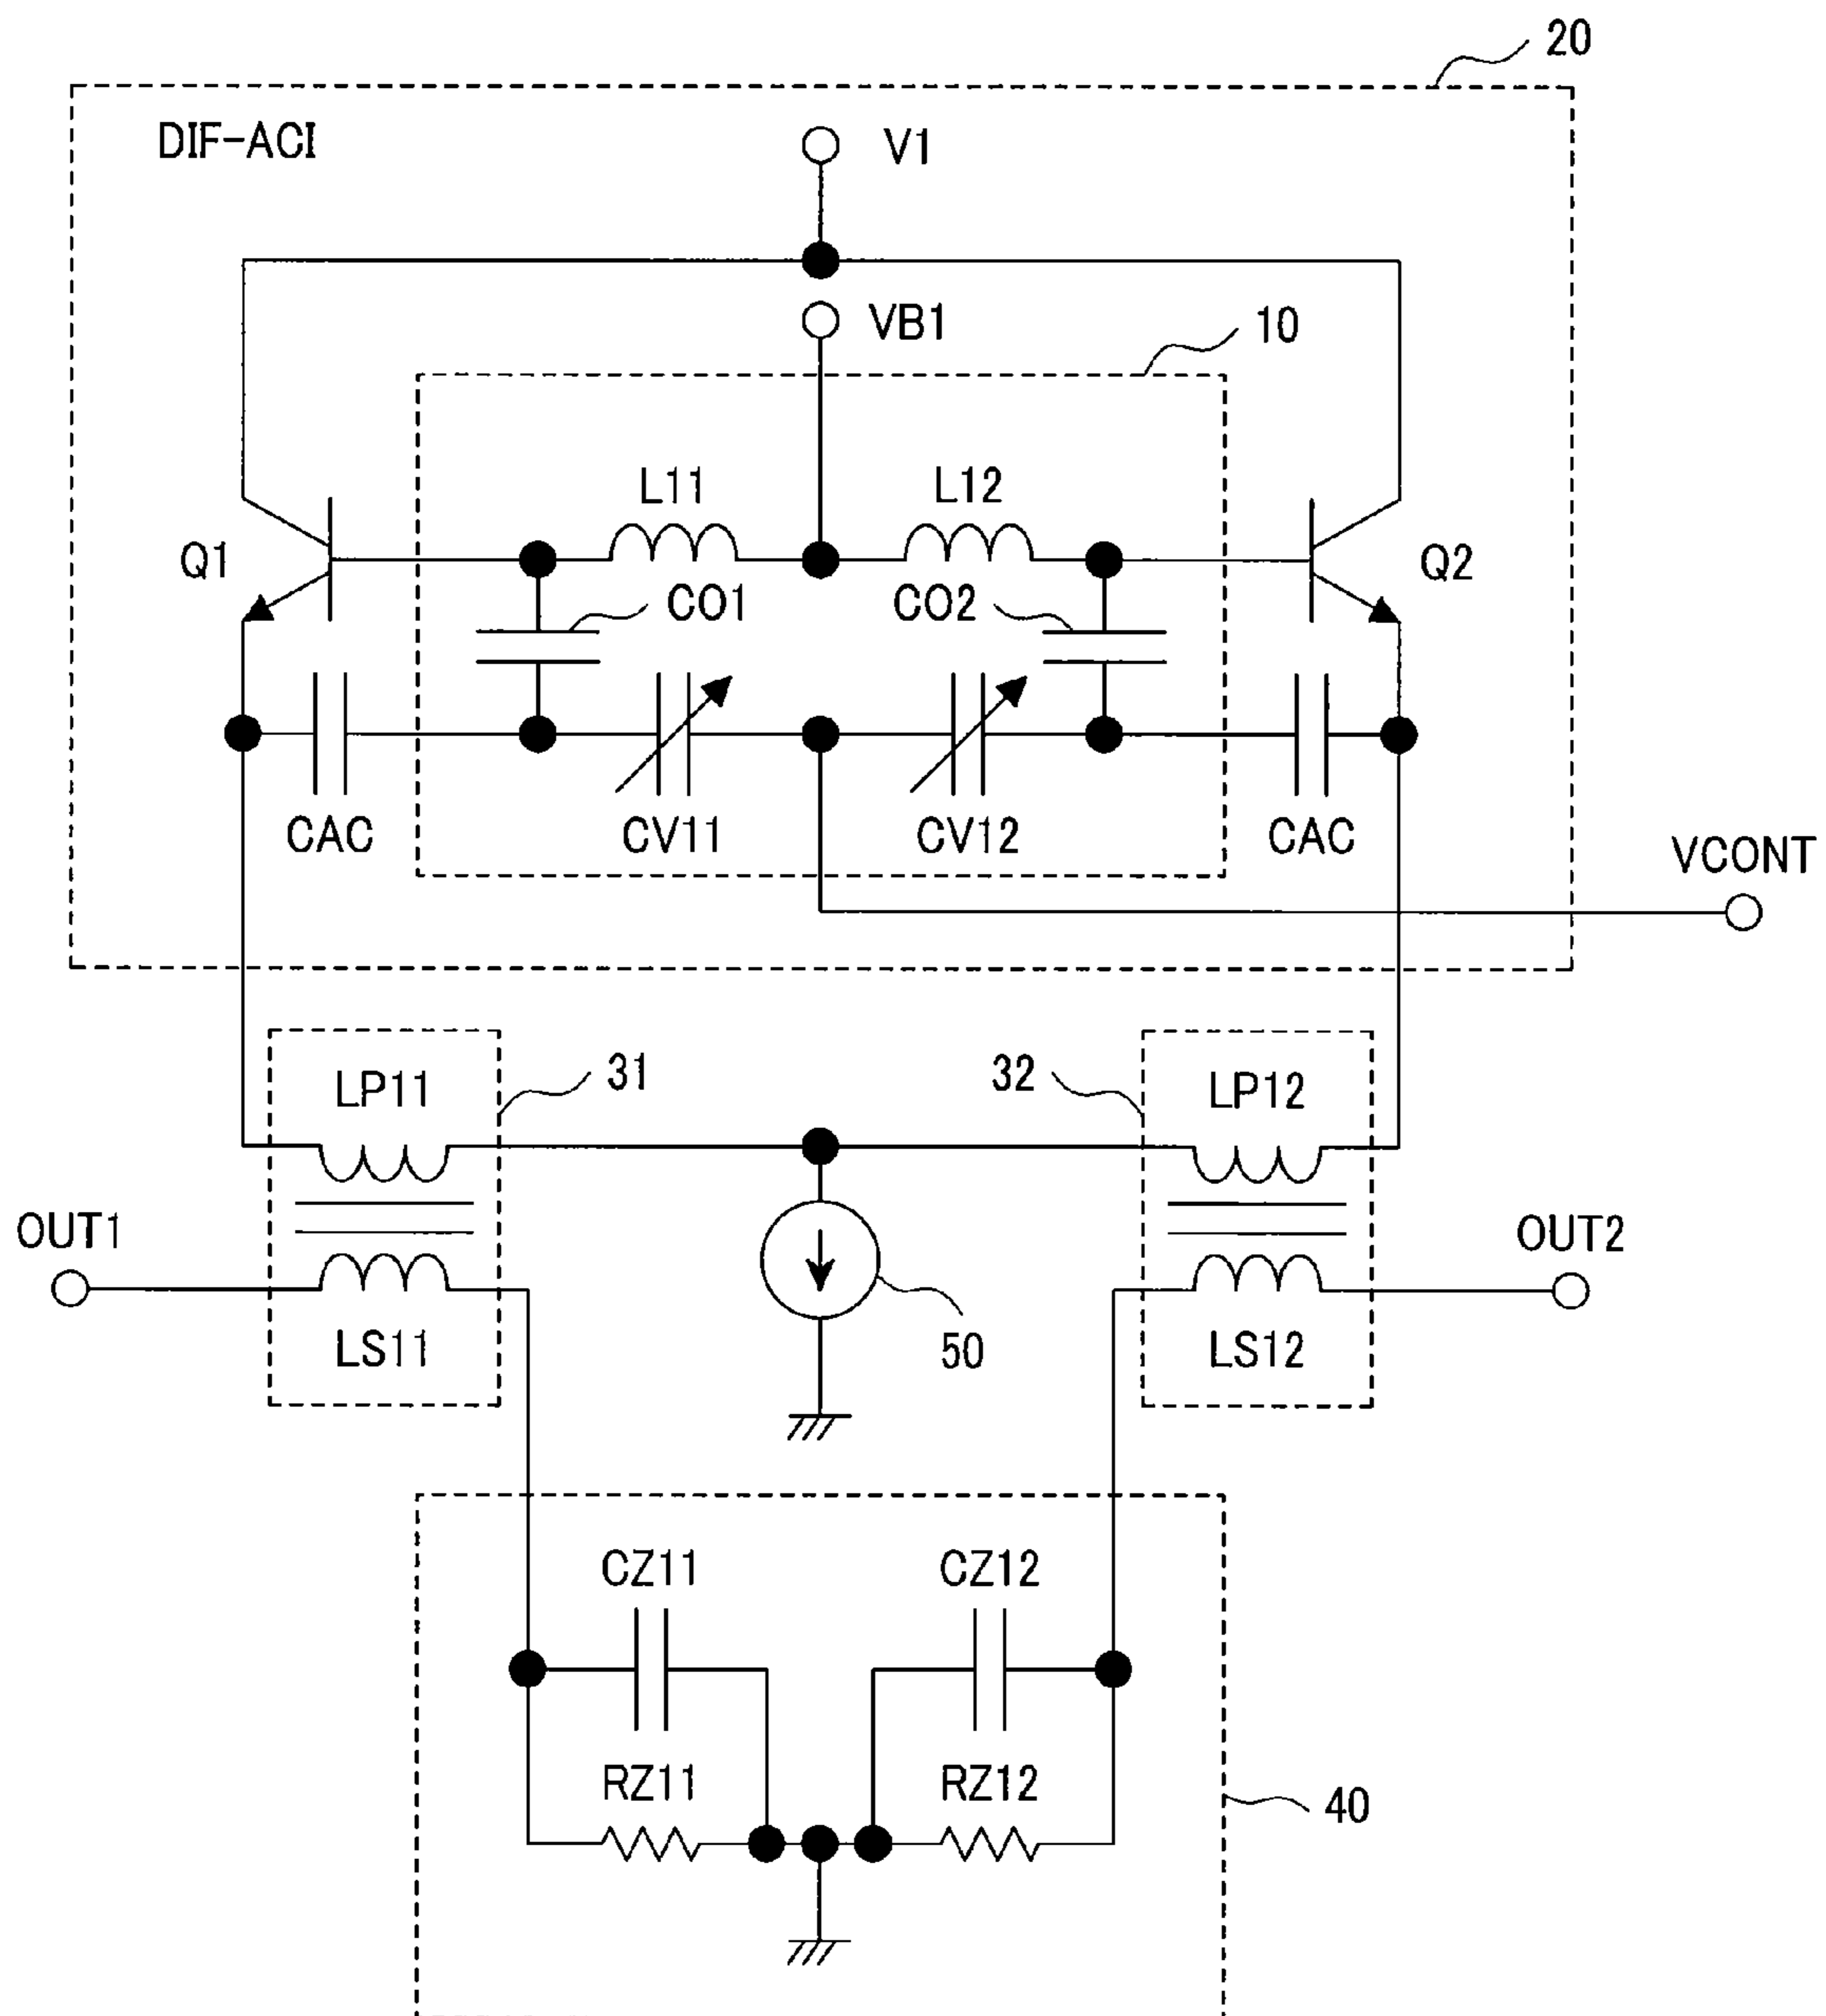 20
DIF-ACI
V1
VB1
10
L11
L12
Q1
Q2
CO1
CO2
CAC
CV11
CV12
CAC
VCONT
LP11
31
32
LP12
OUT1
OUT2
LS11
50
LS12
CZ11
CZ12
RZ11
RZ12
40